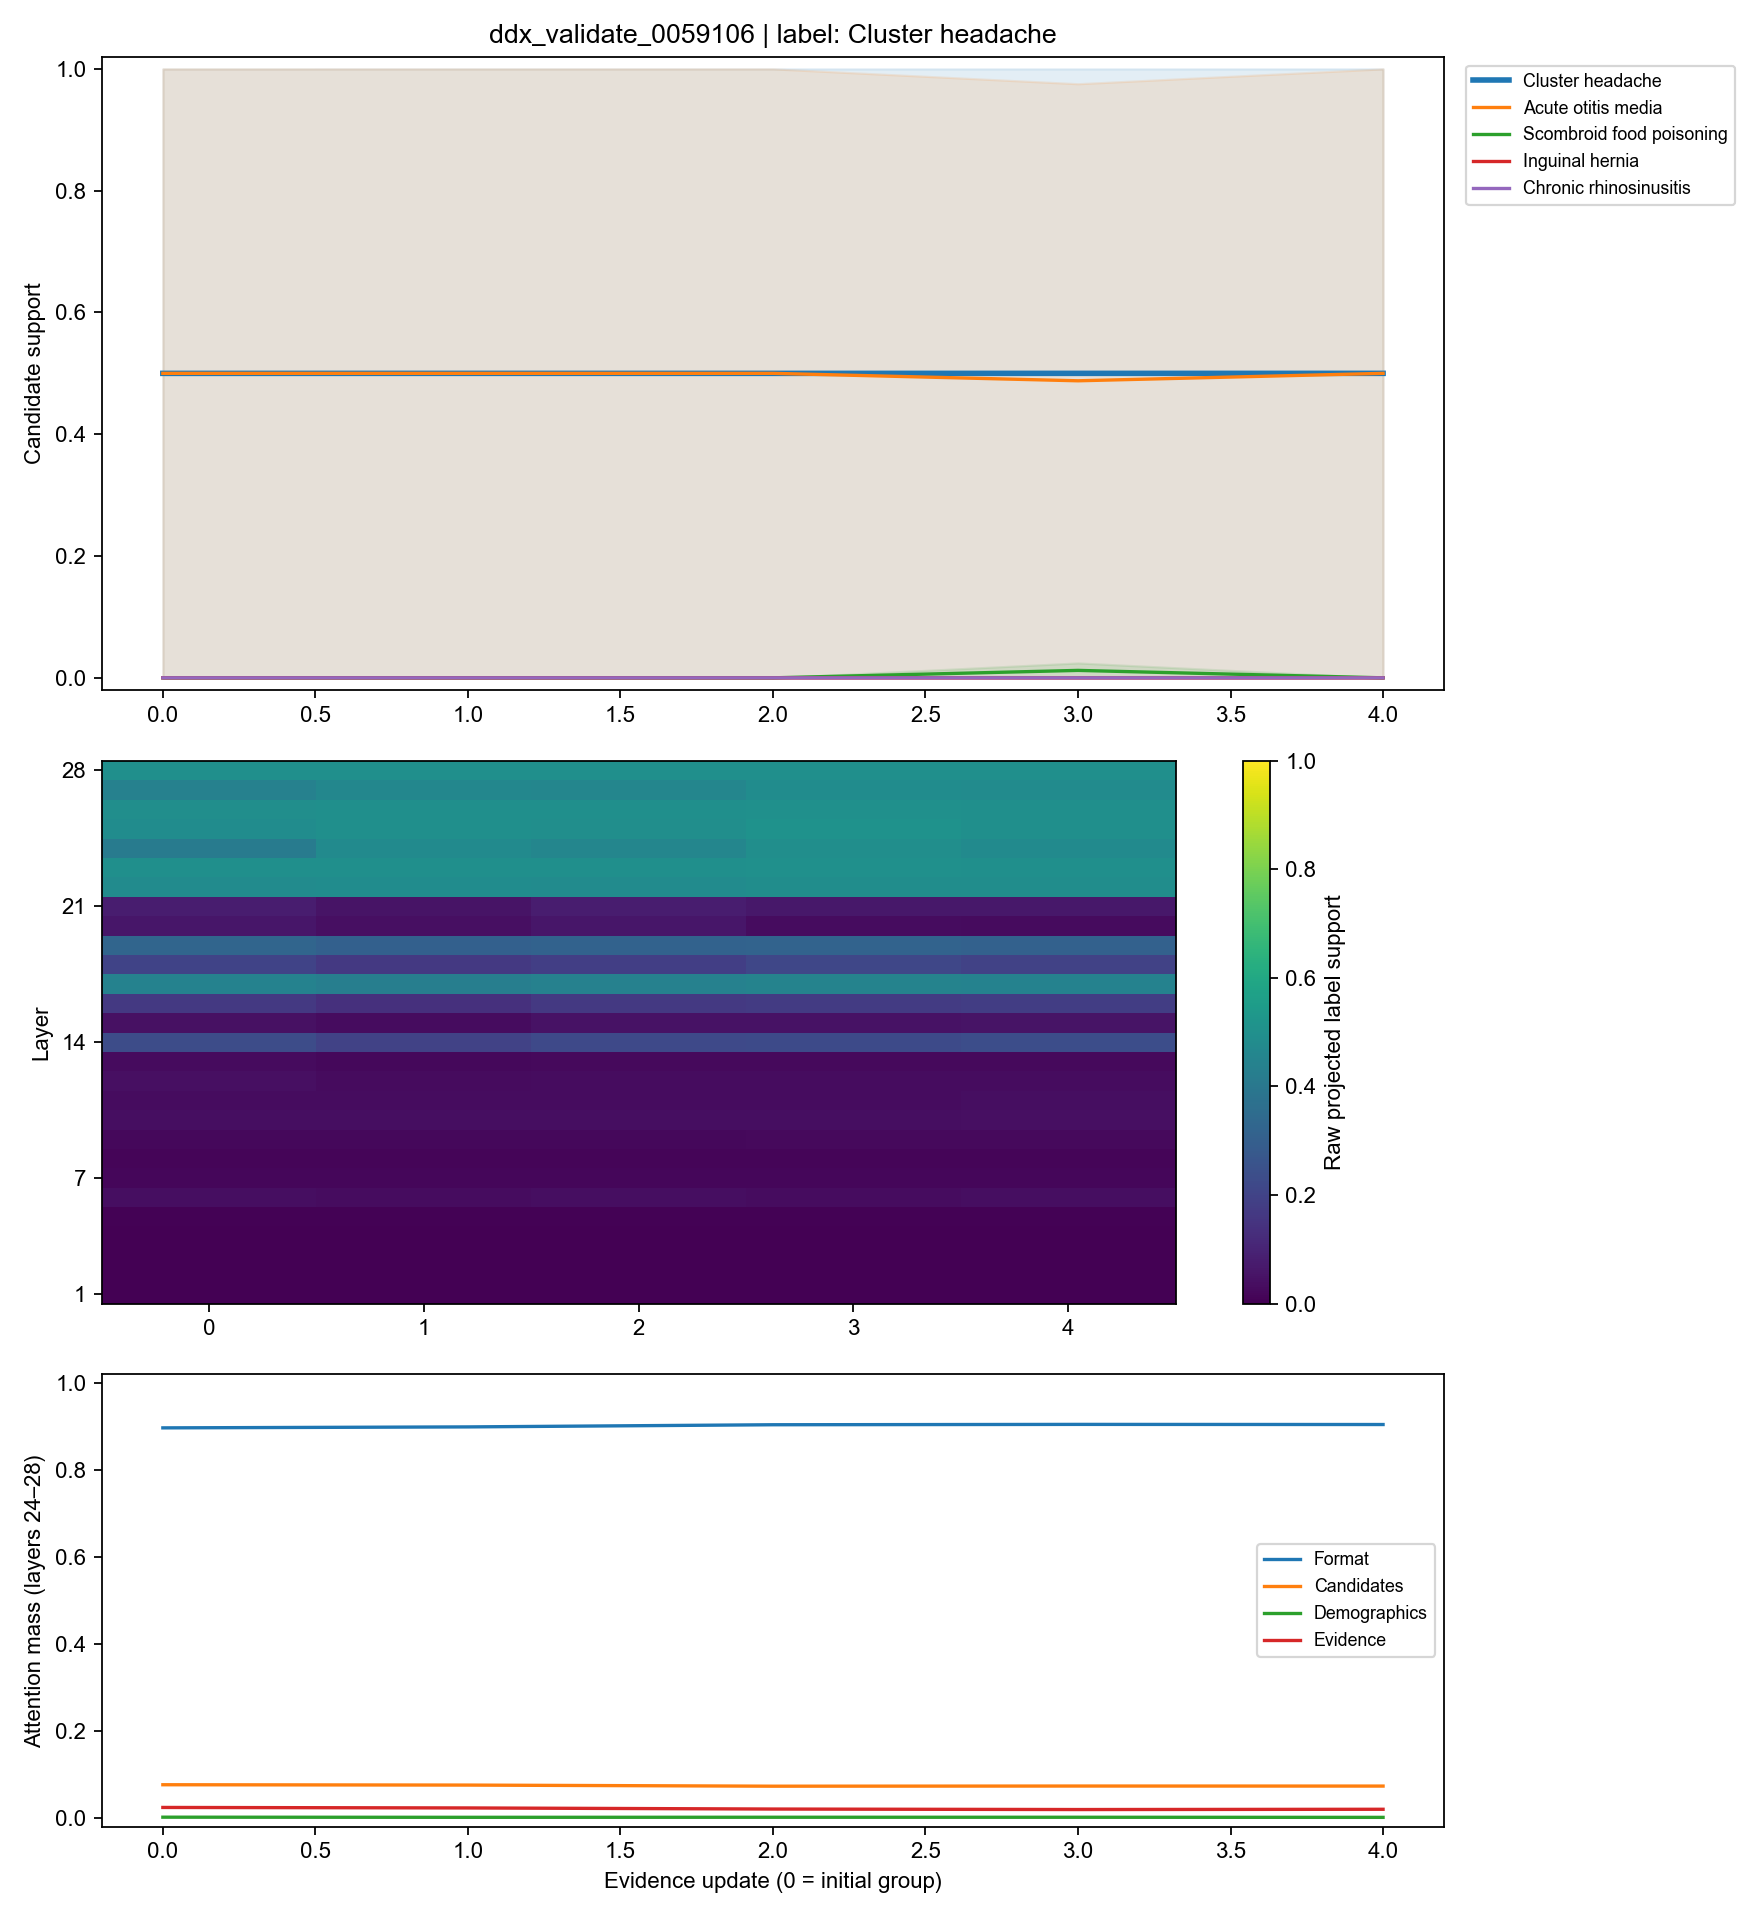 ddx_validate_0059106 | label: Cluster headache
Candidate support
1.0
0.8
0.6
0.4
0.2
0.0
0.0 0.5 1.0 1.5 2.0 2.5 3.0 3.5 4.0
Cluster headache
Acute otitis media
Scombroid food poisoning
Inguinal hernia
Chronic rhinosinusitis
Layer
28
21
14
7
1
0 1 2 3 4
1.0
0.8
0.6
0.4
0.2
0.0
Raw projected label support
Attention mass (layers 24–28)
1.0
0.8
0.6
0.4
0.2
0.0
Format
Candidates
Demographics
Evidence
0.0 0.5 1.0 1.5 2.0 2.5 3.0 3.5 4.0
Evidence update (0 = initial group)